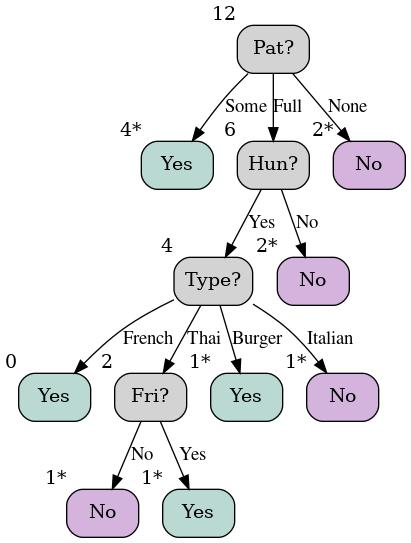 12
Pat?
Some Full None
4* 6 2*
Yes Hun? No
Yes No
4 2*
Type? No
French Thai Burger Italian
0 2 1* 1*
Yes Fri? Yes No
No Yes
1* 1*
No Yes